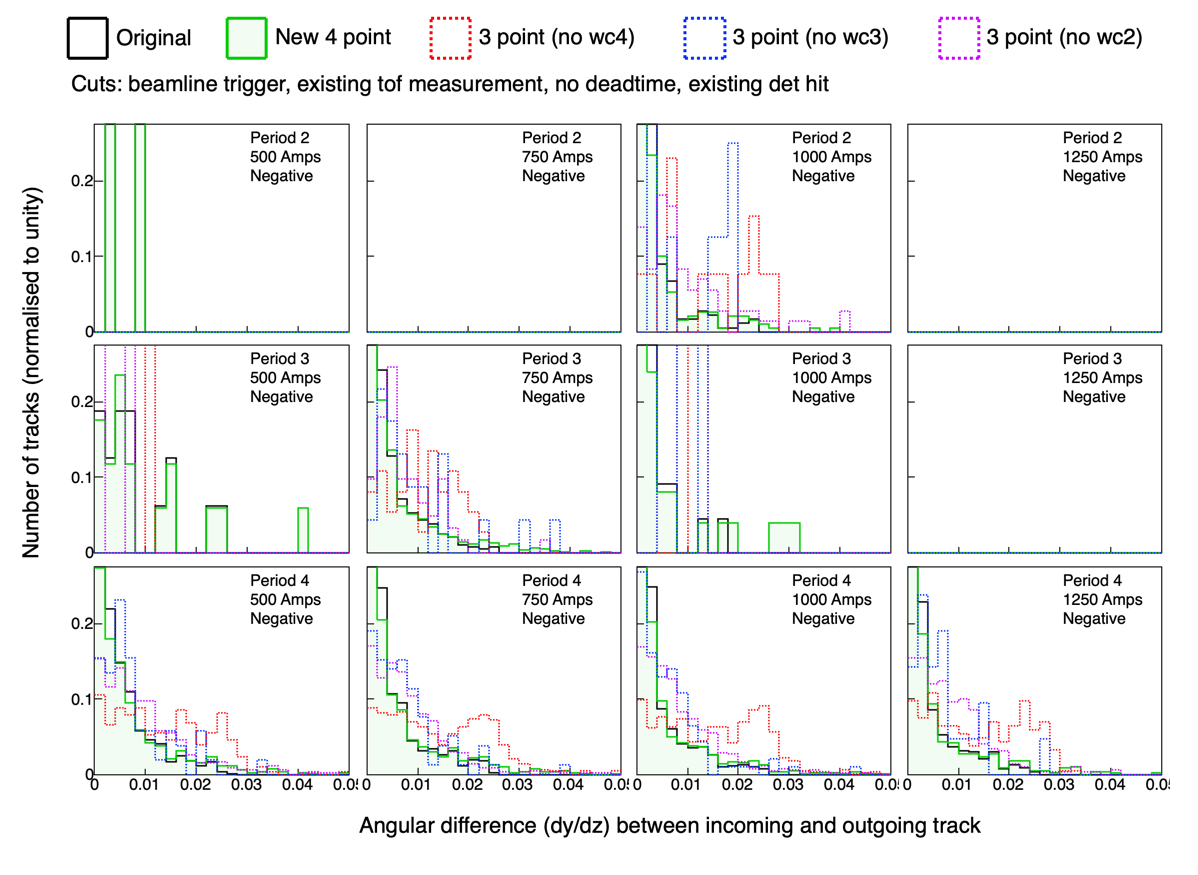 Original New 4 point 3 point (no wc4) 3 point (no wc3) 3 point (no wc2)
Cuts: beamline trigger, existing tof measurement, no deadtime, existing det hit
Number of tracks (normalised to unity)
Period 2
500 Amps
Negative
Period 2
750 Amps
Negative
Period 2
1000 Amps
Negative
Period 2
1250 Amps
Negative
0.2
0.1
0
Period 3
500 Amps
Negative
Period 3
750 Amps
Negative
Period 3
1000 Amps
Negative
Period 3
1250 Amps
Negative
0.2
0.1
0
Period 4
500 Amps
Negative
Period 4
750 Amps
Negative
Period 4
1000 Amps
Negative
Period 4
1250 Amps
Negative
0.2
0.1
0
0 0.01 0.02 0.03 0.04 0.0
0.01 0.02 0.03 0.04 0.0
0 0.01 0.02 0.03 0.04 0.0
0 0.01 0.02 0.03 0.04 0.0
Angular difference (dy/dz) between incoming and outgoing track